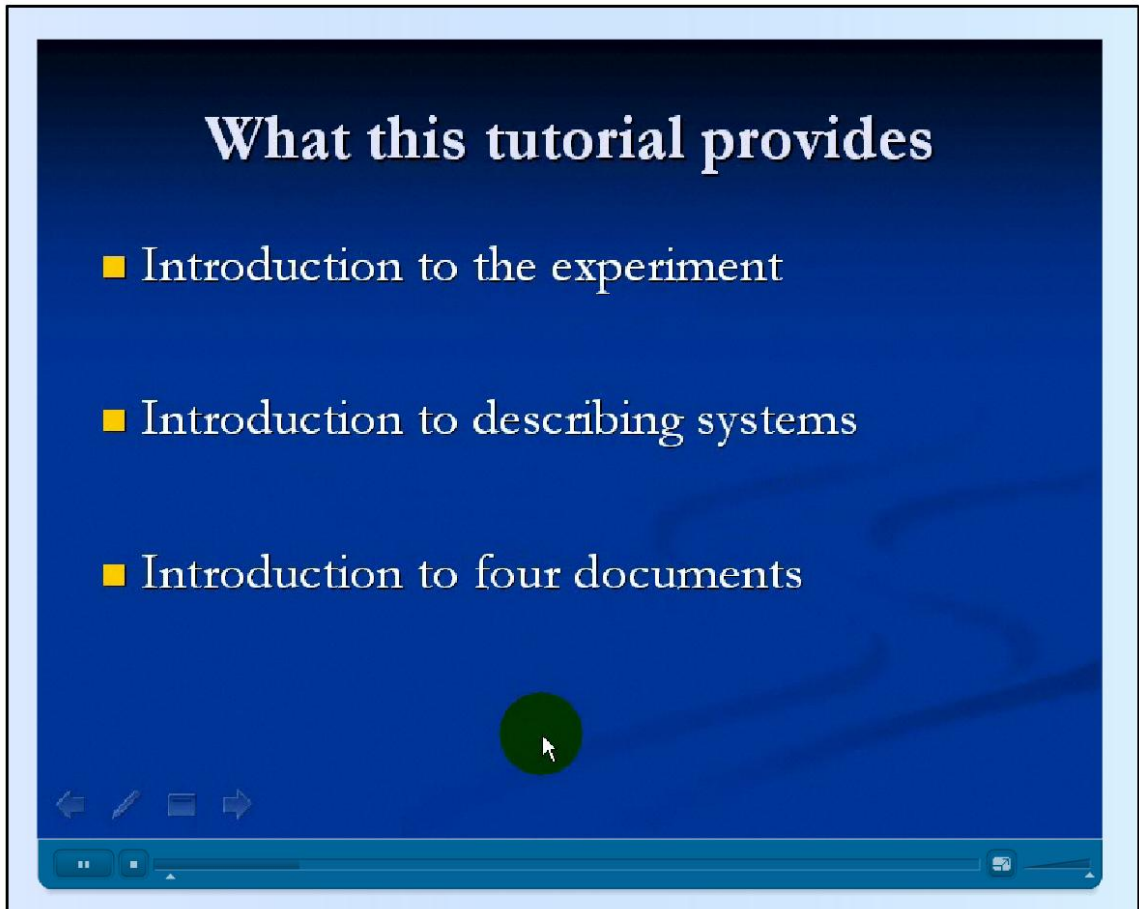 What this tutorial provides
Introduction to the experiment
Introduction to describing systems
Introduction to four documents